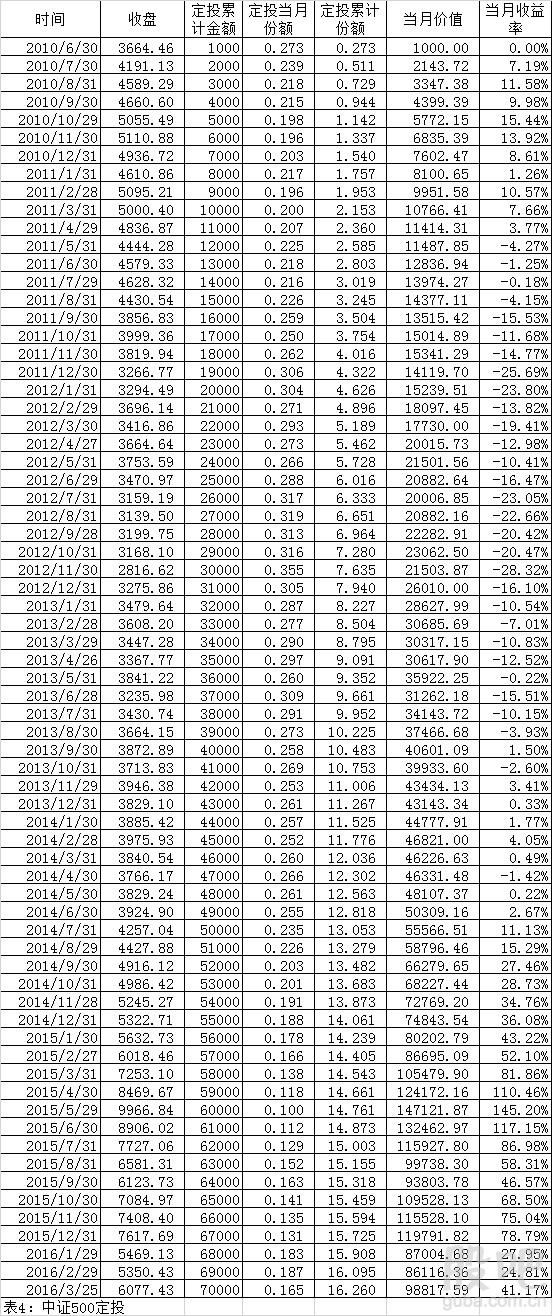 时间 收盘 定投累计金额 定投当月份额 定投累计份额 当月价值 当月收益率
2010/6/30 3664.46 1000 0.273 0.273 1000.00 0.00%
2010/7/30 4191.13 2000 0.239 0.511 2143.72 7.19%
2010/8/31 4589.29 3000 0.218 0.729 3347.38 11.58%
2010/9/30 4660.60 4000 0.215 0.944 4399.39 9.98%
2010/10/29 5055.49 5000 0.198 1.142 5772.15 15.44%
2010/11/30 5110.88 6000 0.196 1.337 6835.39 13.92%
2010/12/31 4936.72 7000 0.203 1.540 7602.47 8.61%
2011/1/31 4610.86 8000 0.217 1.757 8100.65 1.26%
2011/2/28 5095.21 9000 0.196 1.953 9951.58 10.57%
2011/3/31 5000.40 10000 0.200 2.153 10766.41 7.66%
2011/4/29 4836.87 11000 0.207 2.360 11414.31 3.77%
2011/5/31 4444.28 12000 0.225 2.585 11487.85 -4.27%
2011/6/30 4579.33 13000 0.218 2.803 12836.94 -1.25%
2011/7/29 4628.32 14000 0.216 3.019 13974.27 -0.18%
2011/8/31 4430.54 15000 0.226 3.245 14377.11 -4.15%
2011/9/30 3856.83 16000 0.259 3.504 13515.42 -15.53%
2011/10/31 3999.36 17000 0.250 3.754 15014.89 -11.68%
2011/11/30 3819.94 18000 0.262 4.016 15341.29 -14.77%
2011/12/30 3266.77 19000 0.306 4.322 14119.70 -25.69%
2012/1/31 3294.49 20000 0.304 4.626 15239.51 -23.80%
2012/2/29 3696.14 21000 0.271 4.896 18097.45 -13.82%
2012/3/30 3416.86 22000 0.293 5.189 17730.00 -19.41%
2012/4/27 3664.64 23000 0.273 5.462 20015.73 -12.98%
2012/5/31 3753.59 24000 0.266 5.728 21501.56 -10.41%
2012/6/29 3470.97 25000 0.288 6.016 20882.64 -16.47%
2012/7/31 3159.19 26000 0.317 6.333 20006.85 -23.05%
2012/8/31 3139.50 27000 0.319 6.651 20882.16 -22.66%
2012/9/28 3199.75 28000 0.313 6.964 22282.91 -20.42%
2012/10/31 3168.10 29000 0.316 7.280 23062.50 -20.47%
2012/11/30 2816.62 30000 0.355 7.635 21503.87 -28.32%
2012/12/31 3275.86 31000 0.305 7.940 26010.00 -16.10%
2013/1/31 3479.64 32000 0.287 8.227 28627.99 -10.54%
2013/2/28 3608.20 33000 0.277 8.504 30685.69 -7.01%
2013/3/29 3447.28 34000 0.290 8.795 30317.15 -10.83%
2013/4/26 3367.77 35000 0.297 9.091 30617.90 -12.52%
2013/5/31 3841.22 36000 0.260 9.352 35922.25 -0.22%
2013/6/28 3235.98 37000 0.309 9.661 31262.18 -15.51%
2013/7/31 3430.74 38000 0.291 9.952 34143.72 -10.15%
2013/8/30 3664.15 39000 0.273 10.225 37466.68 -3.93%
2013/9/30 3872.89 40000 0.258 10.483 40601.09 1.50%
2013/10/31 3713.83 41000 0.269 10.753 39933.60 -2.60%
2013/11/29 3946.38 42000 0.253 11.006 43434.13 3.41%
2013/12/31 3829.10 43000 0.261 11.267 43143.34 0.33%
2014/1/30 3885.42 44000 0.257 11.525 44777.91 1.77%
2014/2/28 3975.93 45000 0.252 11.776 46821.00 4.05%
2014/3/31 3840.54 46000 0.260 12.036 46226.63 0.49%
2014/4/30 3766.17 47000 0.266 12.302 46331.48 -1.42%
2014/5/30 3829.24 48000 0.261 12.563 48107.37 0.22%
2014/6/30 3924.90 49000 0.255 12.818 50309.16 2.67%
2014/7/31 4257.04 50000 0.235 13.053 55566.51 11.13%
2014/8/29 4427.88 51000 0.226 13.279 58796.46 15.29%
2014/9/30 4916.12 52000 0.203 13.482 66279.65 27.46%
2014/10/31 4986.42 53000 0.201 13.683 68227.44 28.73%
2014/11/28 5245.27 54000 0.191 13.873 72769.20 34.76%
2014/12/31 5322.71 55000 0.188 14.061 74843.54 36.08%
2015/1/30 5632.73 56000 0.178 14.239 80202.79 43.22%
2015/2/27 6018.46 57000 0.166 14.405 86695.09 52.10%
2015/3/31 7253.10 58000 0.138 14.543 105479.90 81.86%
2015/4/30 8469.67 59000 0.118 14.661 124172.16 110.46%
2015/5/29 9966.84 60000 0.100 14.761 147121.87 145.20%
2015/6/30 8906.02 61000 0.112 14.873 132462.97 117.15%
2015/7/31 7727.06 62000 0.129 15.003 115927.80 86.98%
2015/8/31 6581.31 63000 0.152 15.155 99738.30 58.31%
2015/9/30 6123.73 64000 0.163 15.318 93803.78 46.57%
2015/10/30 7084.97 65000 0.141 15.459 109528.13 68.50%
2015/11/30 7408.40 66000 0.135 15.594 115528.10 75.04%
2015/12/31 7617.69 67000 0.131 15.725 119791.82 78.79%
2016/1/29 5469.13 68000 0.183 15.908 87004.68 27.95%
2016/2/29 5350.43 69000 0.187 16.095 86116.36 24.81%
2016/3/25 6077.43 70000 0.165 16.260 98817.59 41.17%
表4：中证500定投
股吧
guba.com.cn